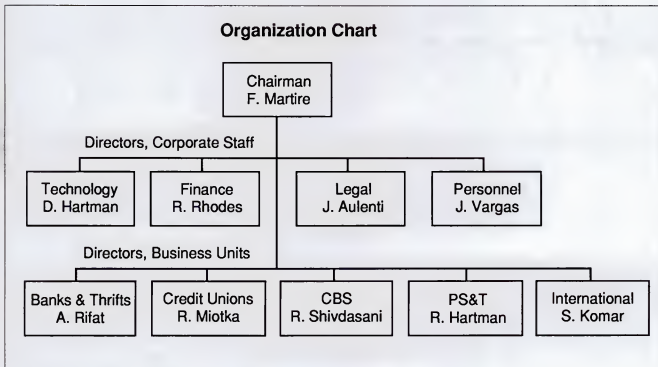 Organization Chart
Chairman
F. Martire
Directors, Corporate Staff
Technology
D. Hartman
Finance
R. Rhodes
Legal
J. Aulenti
Personnel
J. Vargas
Directors, Business Units
Banks & Thrifts
A. Rifat
Credit Unions
R. Miotka
CBS
R. Shivdasani
PS&T
R. Hartman
International
S. Komar